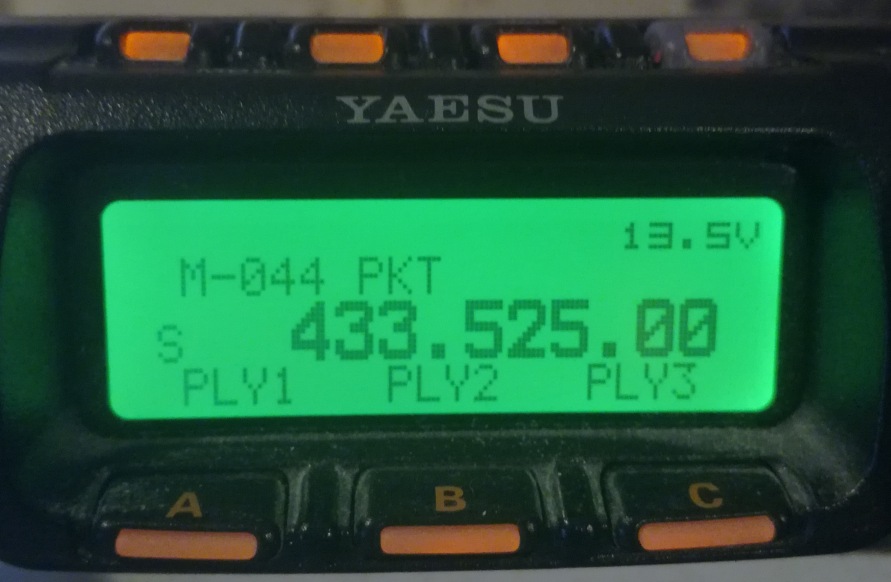 YAESU
13.5V
M-044 PKT
S 433.525.00
PLY1 PLY2 PLY3
A B C